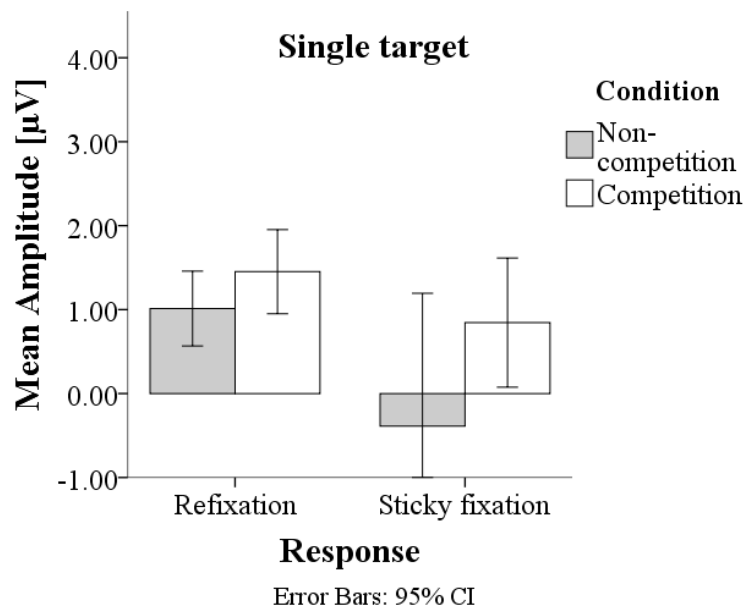 Single target
4.00
3.00
2.00
1.00
0.00
-1.00
Mean Amplitude [µV]
Condition
Non-
competition
Competition
Refixation
Sticky fixation
Response
Error Bars: 95% CI